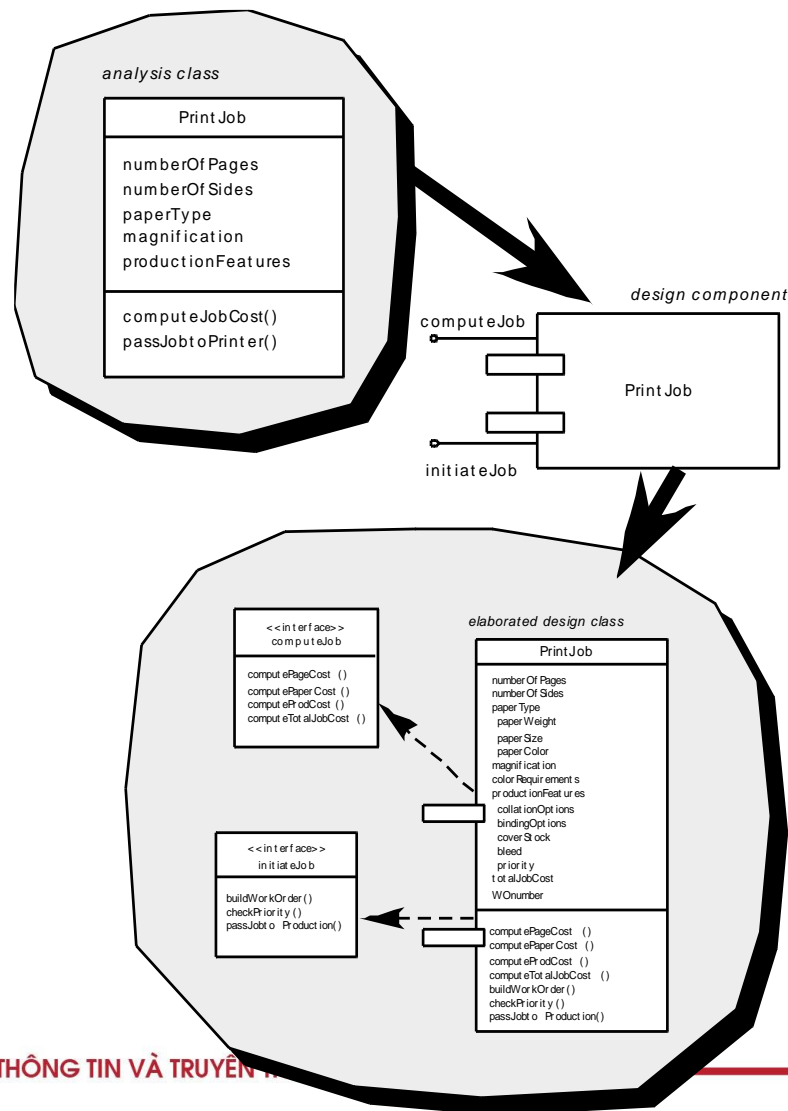 analysis class
PrintJob
numberOfPages
numberOfSides
paperType
magnification
productionFeatures
computeJobCost()
passJobtoPrinter()
design component
computeJob
PrintJob
initiateJob
elaborated design class
<<interface>>
computeJob
computePageCost ()
computePaperCost ()
computeProdCost ()
computeTotalJobCost ()
<<interface>>
initiateJob
buildWorkOrder()
checkPriority ()
passJobto Production()
PrintJob
numberOfPages
numberOfSides
paperType
paperWeight
paperSize
paperColor
magnification
colorRequirements
productionFeatures
collationOptions
bindingOptions
coverStock
bleed
priority
totalJobCost
WOnumber
computePageCost ()
computePaperCost ()
computeProdCost ()
computeTotalJobCost ()
buildWorkOrder()
checkPriority ()
passJobto Production()
THÔNG TIN VÀ TRUYỀN